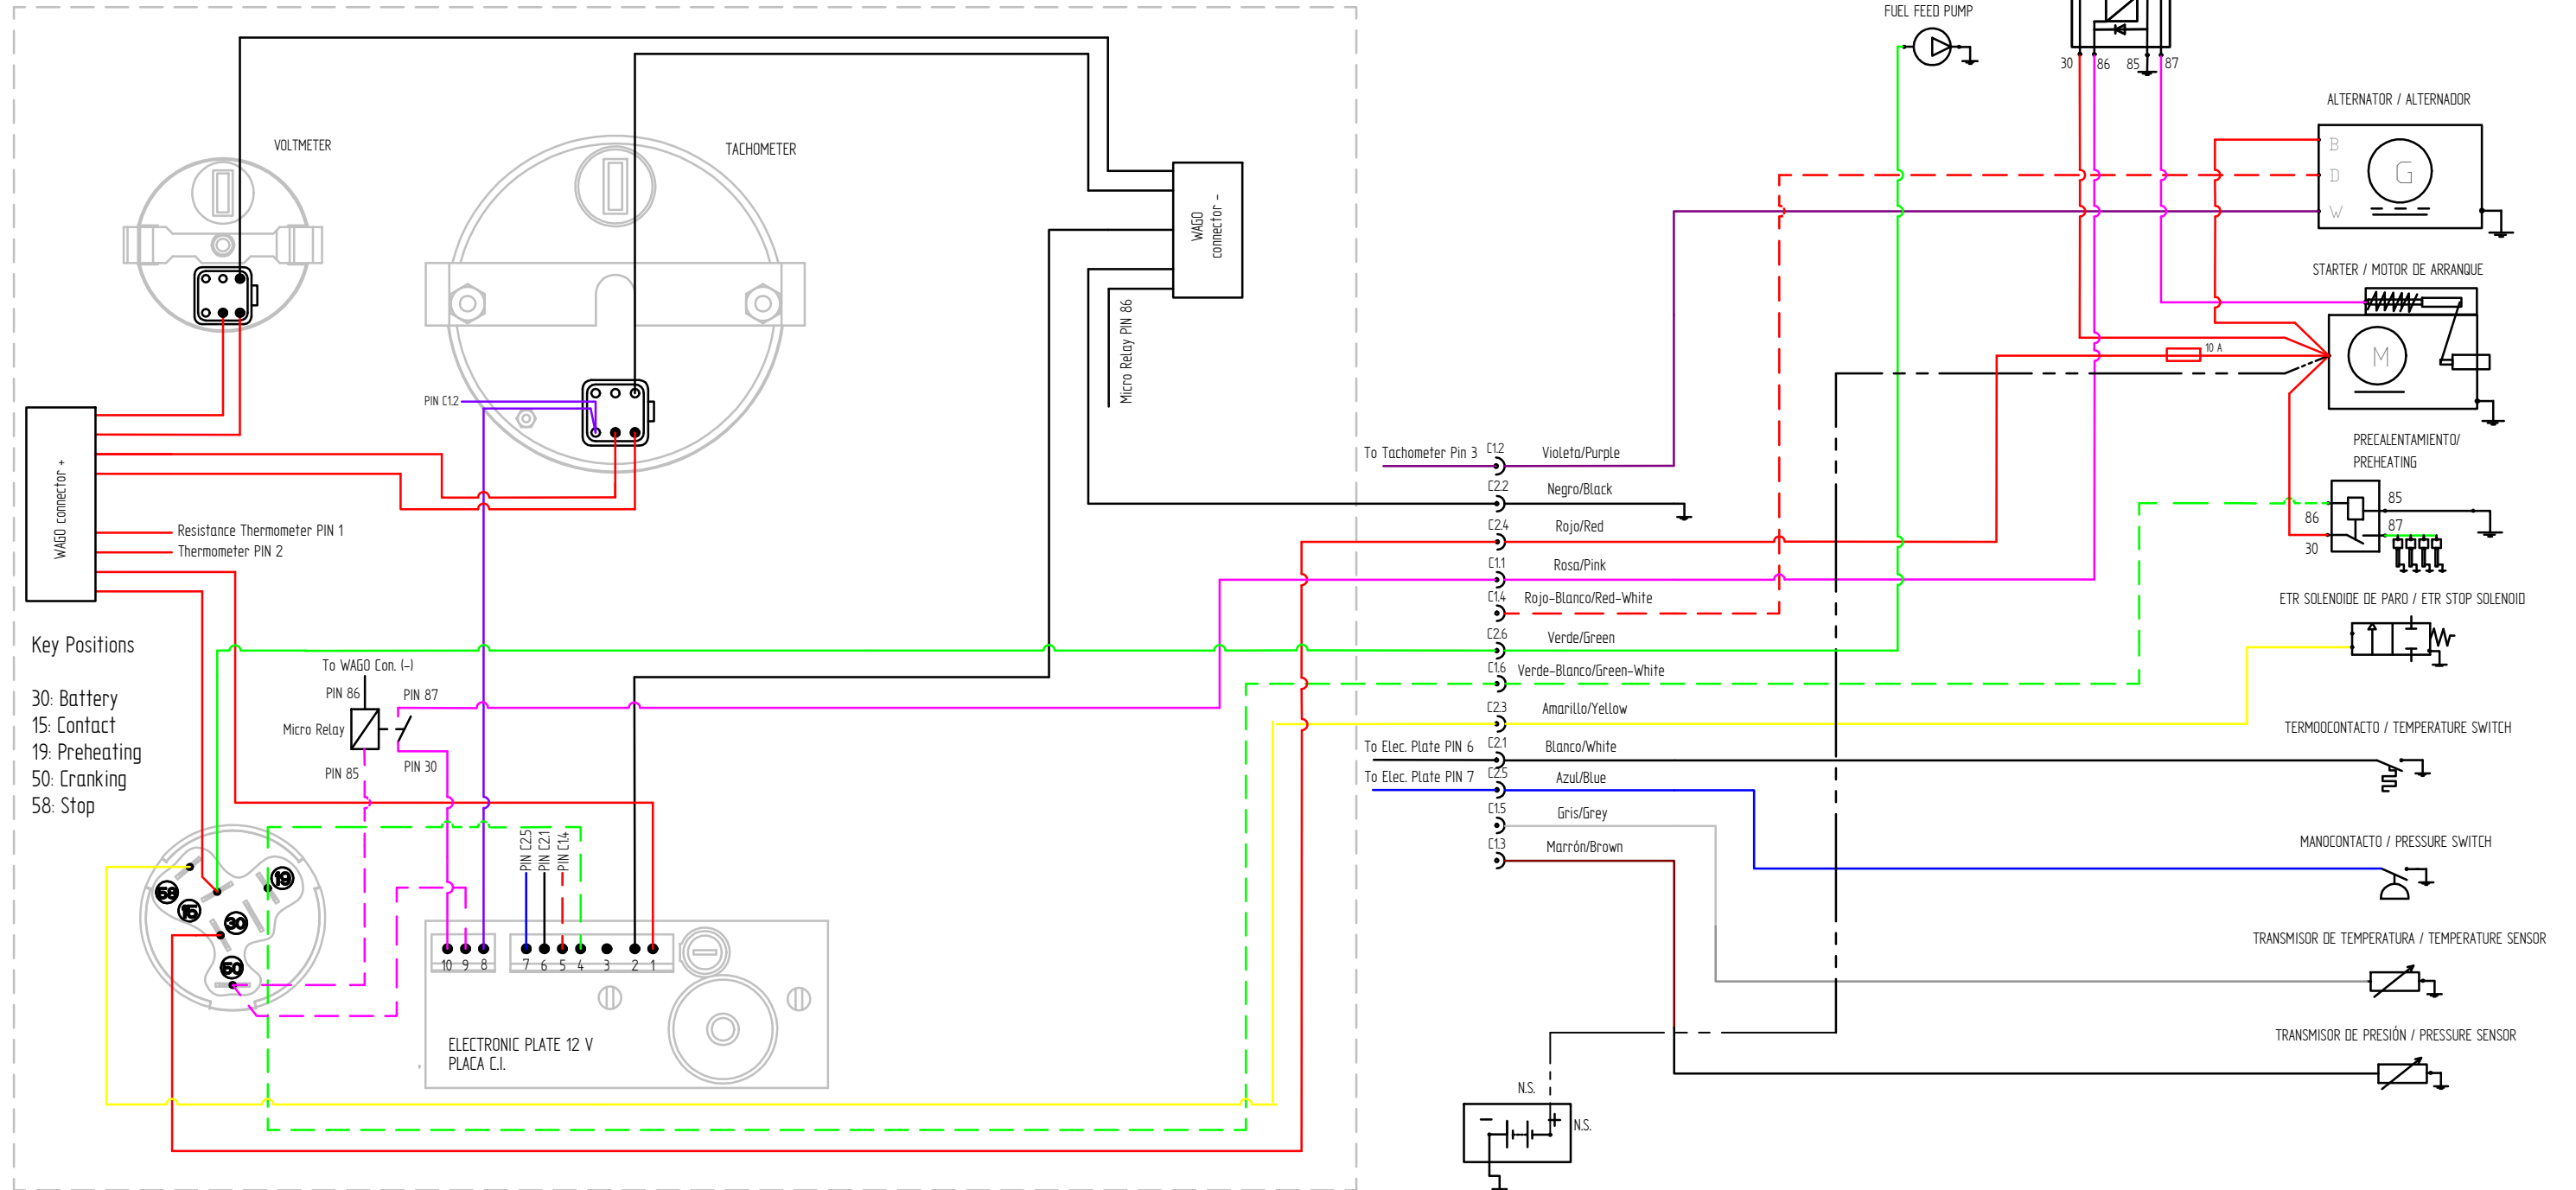 FUEL FEED PUMP
30
86
85
87
ALTERNATOR / ALTERNADOR
B
D
W
G
VOLTMETER
TACHOMETER
WAGO
connector -
Micro Relay PIN 86
STARTER / MOTOR DE ARRANQUE
10 A
M
PIN C1.2
WAGO connector +
Resistance Thermometer PIN 1
Thermometer PIN 2
PRECALENTAMIENTO/
PREHEATING
85
86
87
30
To Tachometer Pin 3
C1.2
Violeta/Purple
C2.2
Negro/Black
C2.4
Rojo/Red
C1.1
Rosa/Pink
C1.4
Rojo-Blanco/Red-White
C2.6
Verde/Green
C1.6
Verde-Blanco/Green-White
C2.3
Amarillo/Yellow
To Elec. Plate PIN 6
C2.1
Blanco/White
To Elec. Plate PIN 7
C2.5
Azul/Blue
C1.5
Gris/Grey
C1.3
Marrón/Brown
ETR SOLENOIDE DE PARO / ETR STOP SOLENOID
TERMOOCONTACTO / TEMPERATURE SWITCH
MANOCONTACTO / PRESSURE SWITCH
TRANSMISOR DE TEMPERATURA / TEMPERATURE SENSOR
TRANSMISOR DE PRESIÓN / PRESSURE SENSOR
Key Positions
30: Battery
15: Contact
19: Preheating
50: Cranking
58: Stop
To WAGO Con. (-)
PIN 86
PIN 87
Micro Relay
PIN 85
PIN 30
58
15
19
30
50
PIN C2.5
PIN C2.1
PIN C1.4
10
9
8
7
6
5
4
3
2
1
ELECTRONIC PLATE 12 V
PLACA C.I.
N.S.
- +
N.S.